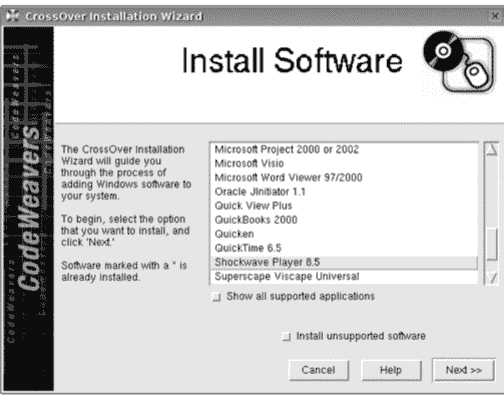 CrossOver Installation Wizard
Install Software
CodeWeavers
The CrossOver Installation
Wizard will guide you
through the process of
adding Windows software to
your system.
To begin, select the option
that you want to install, and
click 'Next.'
Software marked with a * is
already installed.
Microsoft Project 2000 or 2002
Microsoft Visio
Microsoft Word Viewer 97/2000
Oracle JInitiator 1.1
Quick View Plus
QuickBooks 2000
Quicken
QuickTime 6.5
Shockwave Player 8.5
Superscape Viscape Universal
Show all supported applications
Install unsupported software
Cancel
Help
Next >>